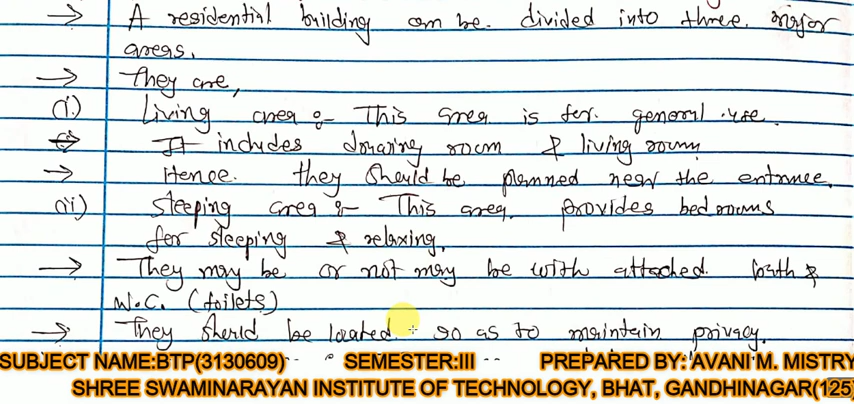 → A residential building can be divided into three major
areas.
→ They are,
(i) Living area :- This area is for general use.
→ It includes drawing room & living room
→ Hence. they should be planned near the entrance.
(ii) Sleeping area :- This area. provides bed rooms
for sleeping & relaxing.
→ They may be or not may be with attached bath &
W.C. (toilets)
→ They should be located so as to maintain privacy.
SUBJECT NAME:BTP(3130609) SEMESTER:III PREPARED BY: AVANI M. MISTRY
SHREE SWAMINARAYAN INSTITUTE OF TECHNOLOGY, BHAT, GANDHINAGAR(125)